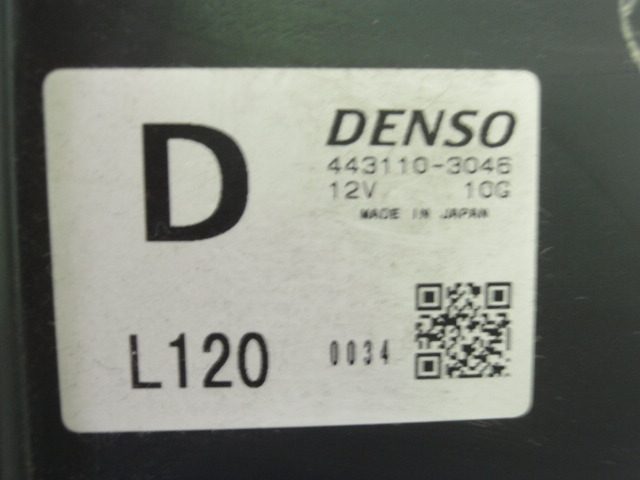 D
DENSO
443110-3046
12V 10G
MADE IN JAPAN
L120
0034